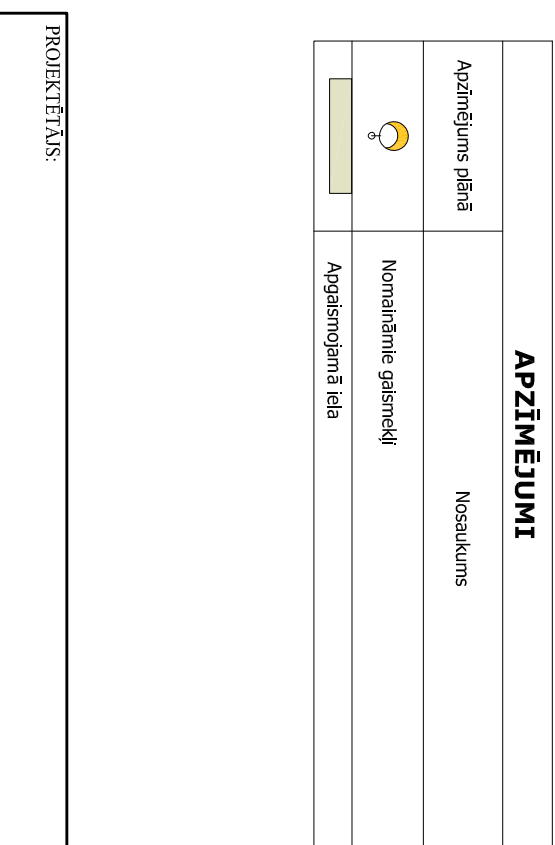 APZĪMĒJUMI
Apzīmējums plānā
Nosaukums
Nomaināmie gaismekļi
Apgaismojamā iela
PROJEKTĒTĀJS: